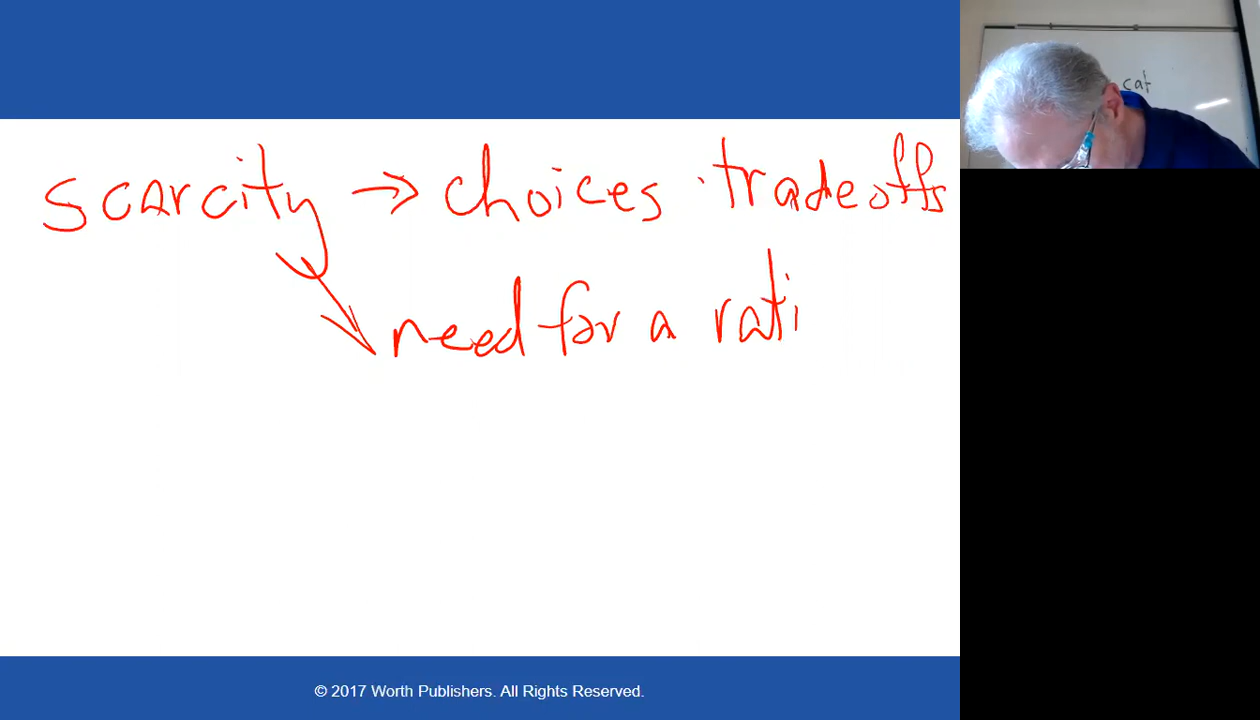 scarcity → choices tradeoffs
need for a rati
© 2017 Worth Publishers. All Rights Reserved.
cat